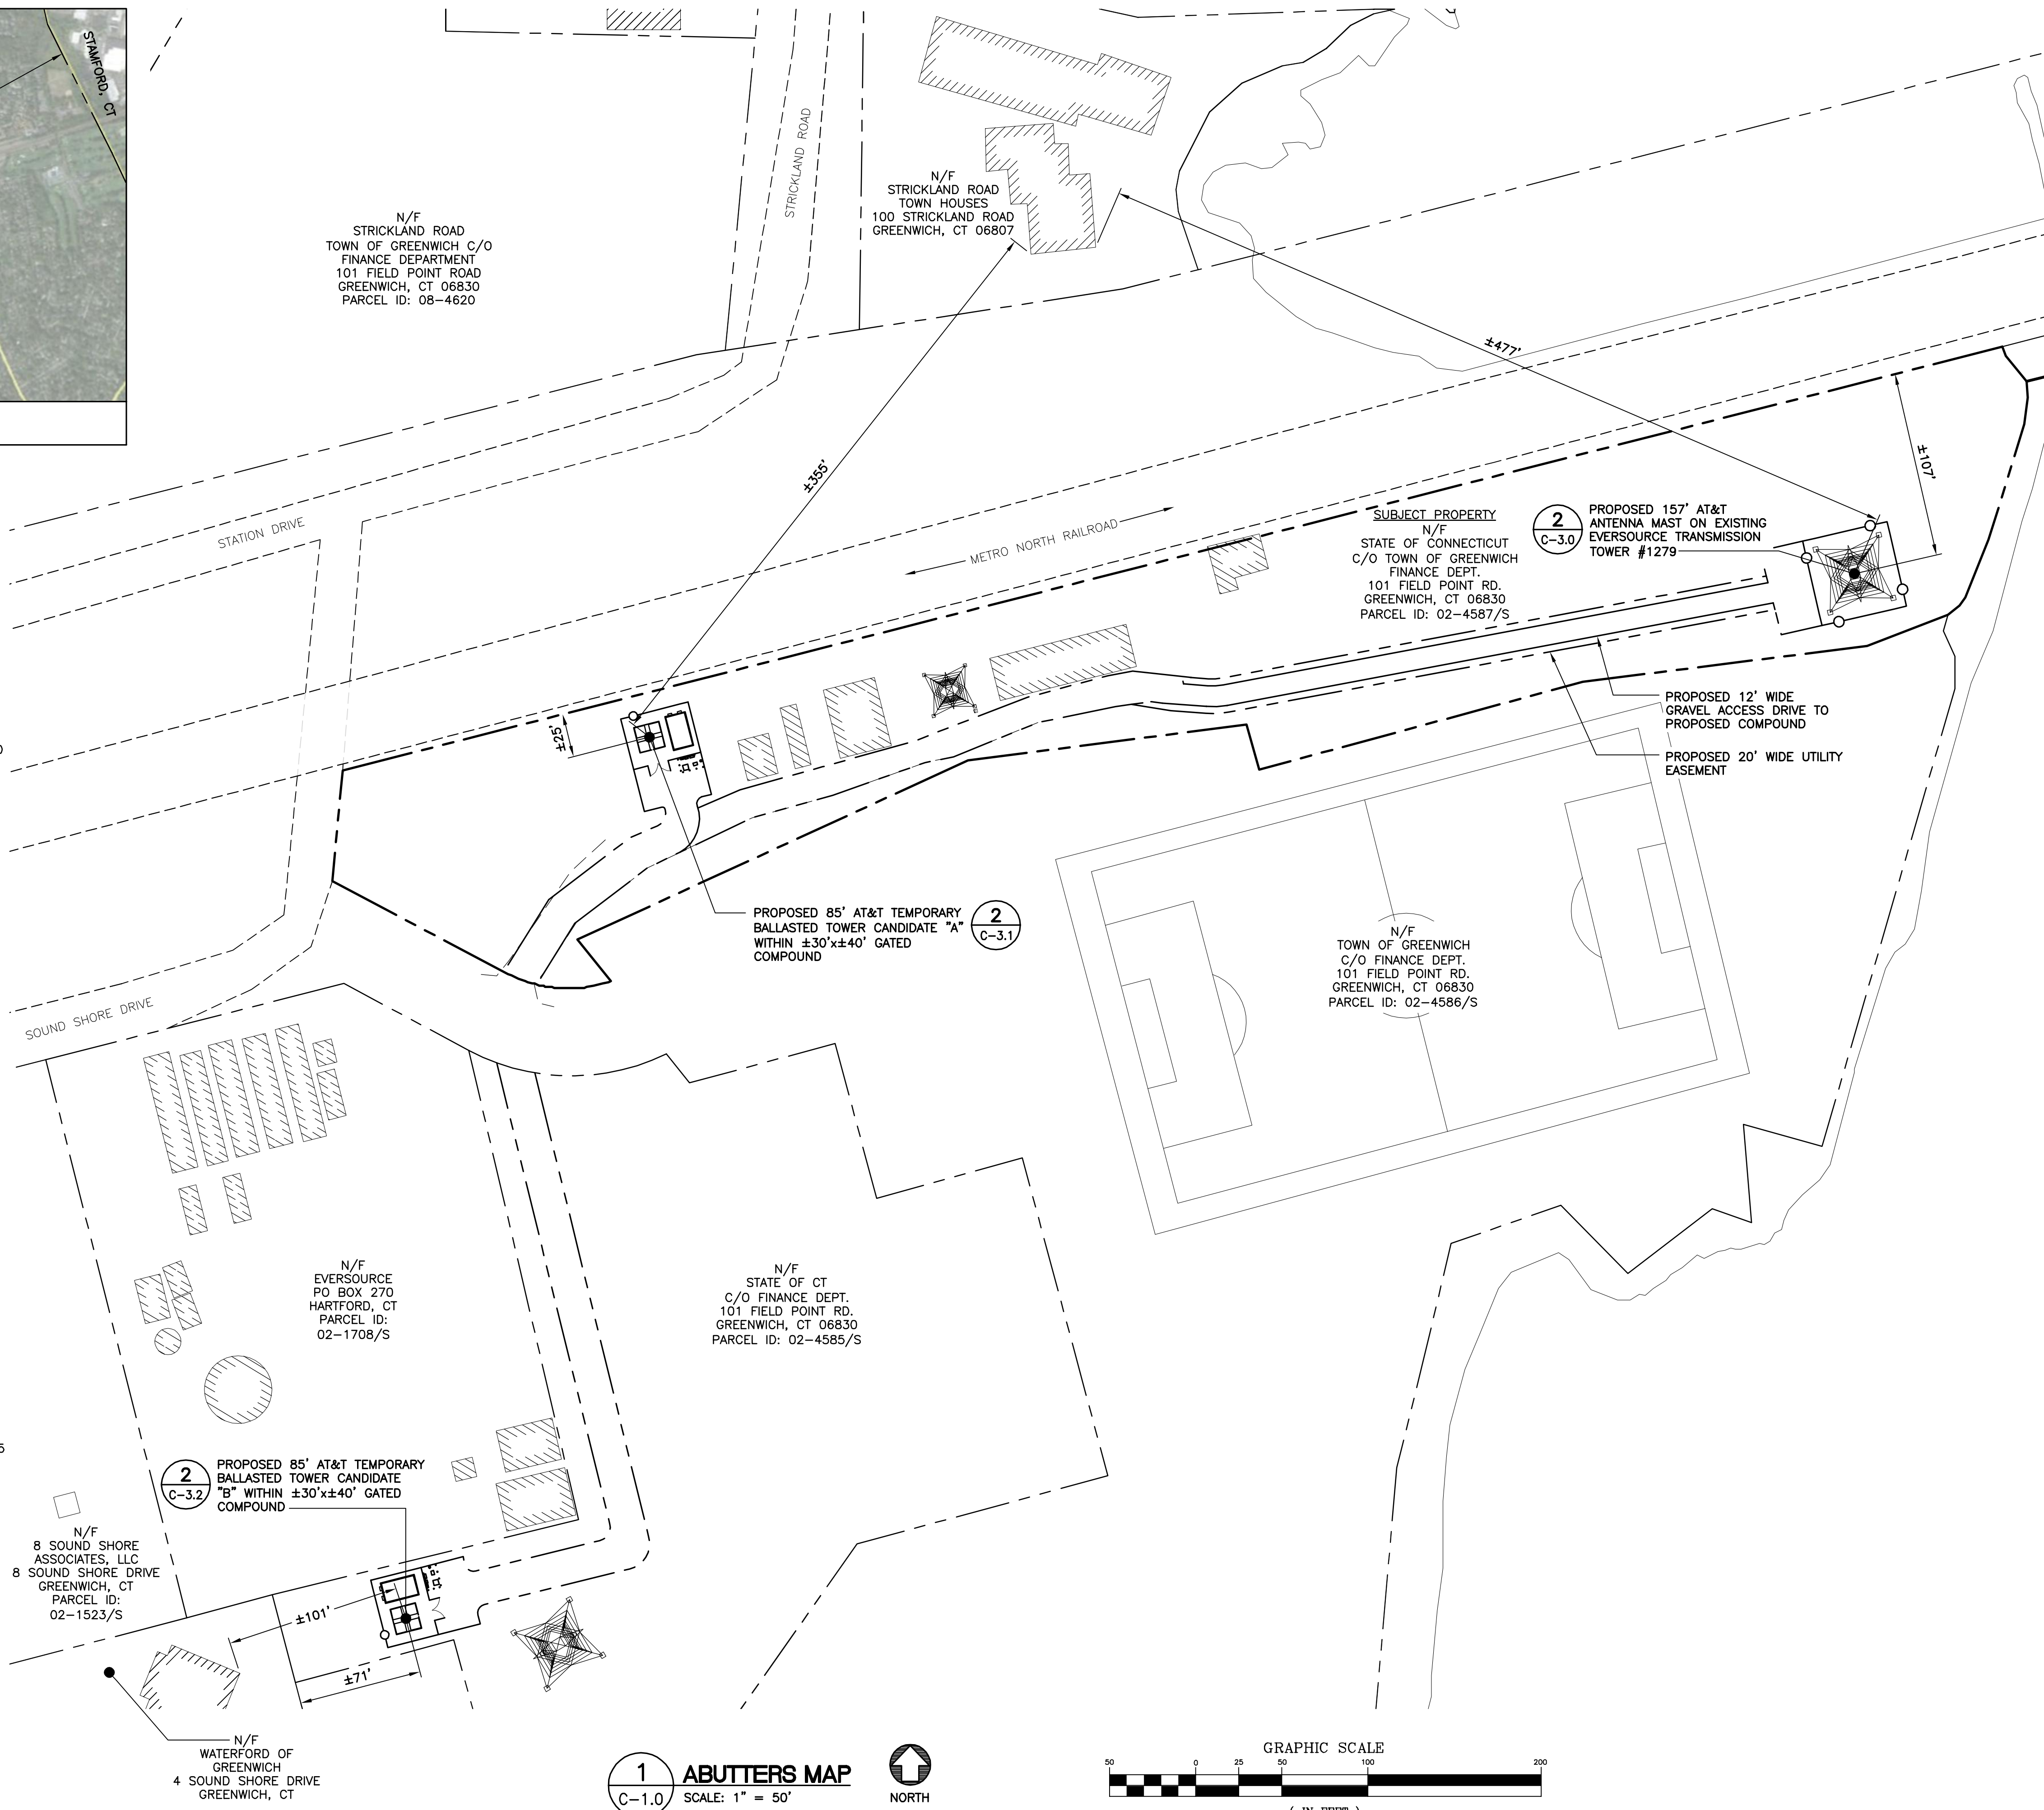 STAMFORD, CT
STRICKLAND ROAD
N/F
STRICKLAND ROAD
TOWN HOUSES
100 STRICKLAND ROAD
GREENWICH, CT 06807
N/F
STRICKLAND ROAD
TOWN OF GREENWICH C/O
FINANCE DEPARTMENT
101 FIELD POINT ROAD
GREENWICH, CT 06830
PARCEL ID: 08-4620
±477'
±355'
±107'
STATION DRIVE
METRO NORTH RAILROAD
SUBJECT PROPERTY
N/F
STATE OF CONNECTICUT
C/O TOWN OF GREENWICH
FINANCE DEPT.
101 FIELD POINT RD.
GREENWICH, CT 06830
PARCEL ID: 02-4587/S
2
C-3.0
PROPOSED 157' AT&T
ANTENNA MAST ON EXISTING
EVERSOURCE TRANSMISSION
TOWER #1279
±25'
PROPOSED 12' WIDE
GRAVEL ACCESS DRIVE TO
PROPOSED COMPOUND
PROPOSED 20' WIDE UTILITY
EASEMENT
PROPOSED 85' AT&T TEMPORARY
BALLASTED TOWER CANDIDATE "A"
WITHIN ±30'x±40' GATED
COMPOUND
2
C-3.1
N/F
TOWN OF GREENWICH
C/O FINANCE DEPT.
101 FIELD POINT RD.
GREENWICH, CT 06830
PARCEL ID: 02-4586/S
SOUND SHORE DRIVE
N/F
EVERSOURCE
PO BOX 270
HARTFORD, CT
PARCEL ID:
02-1708/S
N/F
STATE OF CT
C/O FINANCE DEPT.
101 FIELD POINT RD.
GREENWICH, CT 06830
PARCEL ID: 02-4585/S
2
C-3.2
PROPOSED 85' AT&T TEMPORARY
BALLASTED TOWER CANDIDATE
"B" WITHIN ±30'x±40' GATED
COMPOUND
N/F
8 SOUND SHORE
ASSOCIATES, LLC
8 SOUND SHORE DRIVE
GREENWICH, CT
PARCEL ID:
02-1523/S
±101'
±71'
N/F
WATERFORD OF
GREENWICH
4 SOUND SHORE DRIVE
GREENWICH, CT
1
C-1.0
ABUTTERS MAP
SCALE: 1" = 50'
NORTH
GRAPHIC SCALE
50 0 25 50 100 200